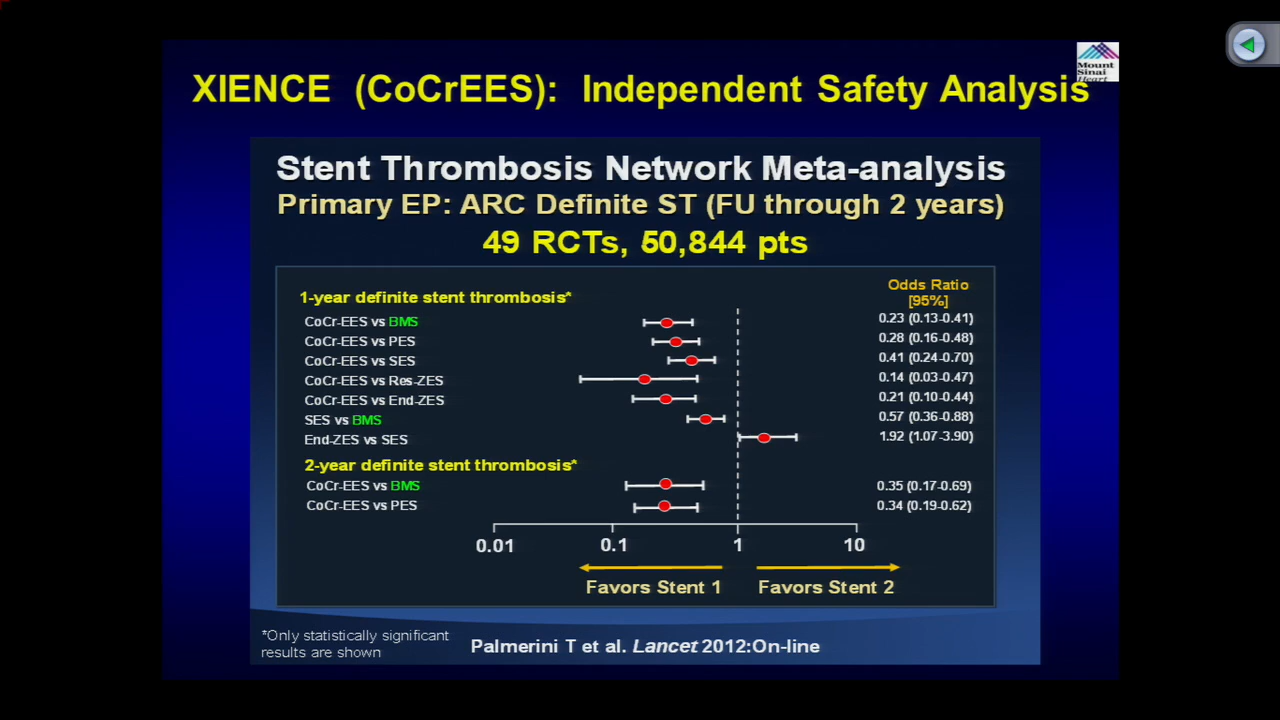 Mount
Sinai
Heart
XIENCE (CoCrEES): Independent Safety Analysis
Stent Thrombosis Network Meta-analysis
Primary EP: ARC Definite ST (FU through 2 years)
49 RCTs, 50,844 pts
Odds Ratio
[95%]
1-year definite stent thrombosis*
CoCr-EES vs BMS 0.23 (0.13-0.41)
CoCr-EES vs PES 0.28 (0.16-0.48)
CoCr-EES vs SES 0.41 (0.24-0.70)
CoCr-EES vs Res-ZES 0.14 (0.03-0.47)
CoCr-EES vs End-ZES 0.21 (0.10-0.44)
SES vs BMS 0.57 (0.36-0.88)
End-ZES vs SES 1.92 (1.07-3.90)
2-year definite stent thrombosis*
CoCr-EES vs BMS 0.35 (0.17-0.69)
CoCr-EES vs PES 0.34 (0.19-0.62)
0.01 0.1 1 10
Favors Stent 1 Favors Stent 2
*Only statistically significant
results are shown
Palmerini T et al. Lancet 2012:On-line